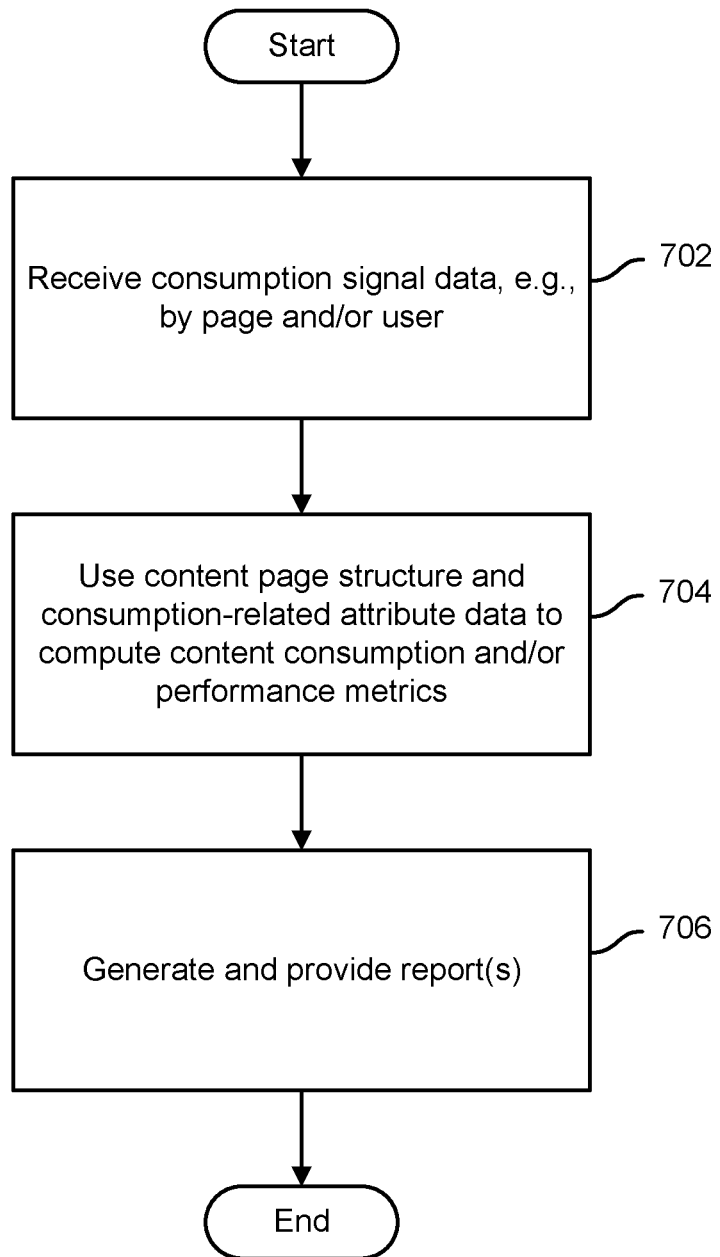 Start
Receive consumption signal data, e.g.,
by page and/or user
702
Use content page structure and
consumption-related attribute data to
compute content consumption and/or
performance metrics
704
Generate and provide report(s)
706
End